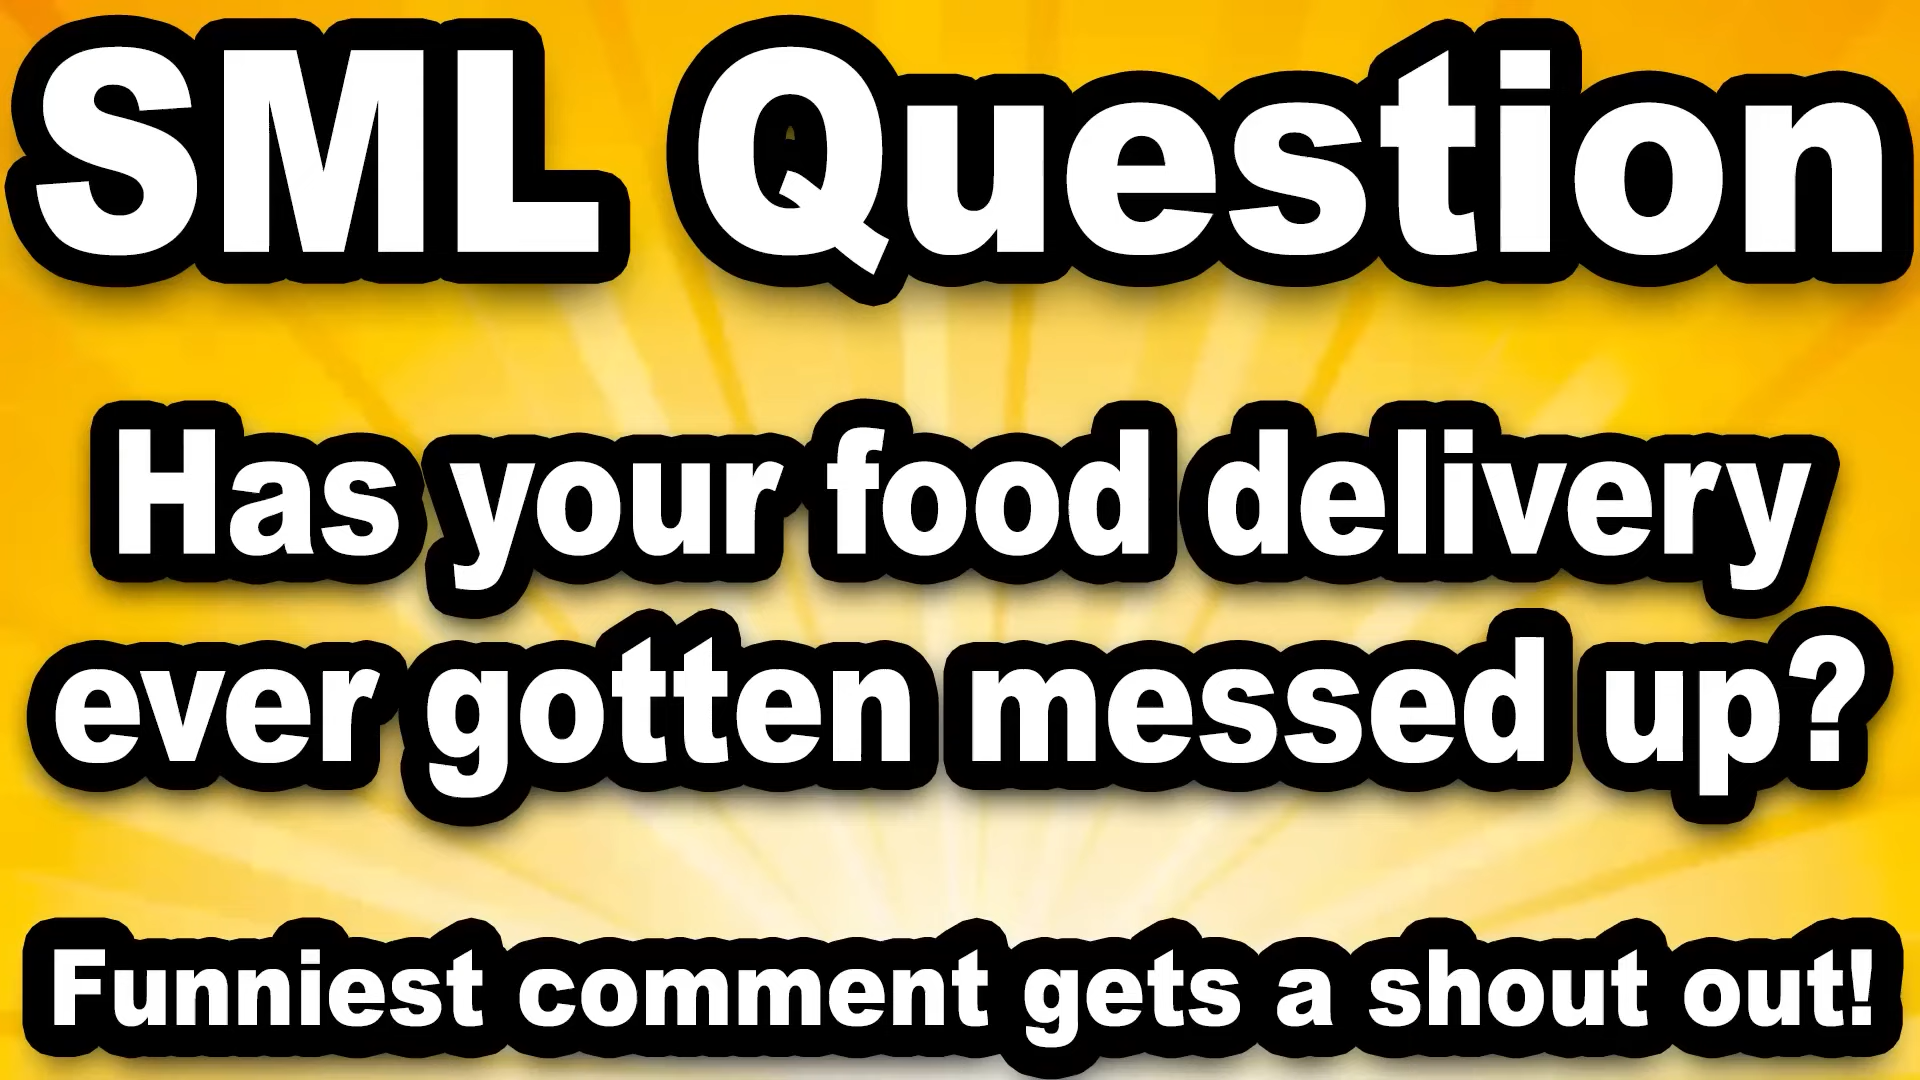 SML Question
Has your food delivery
ever gotten messed up?
Funniest comment gets a shout out!